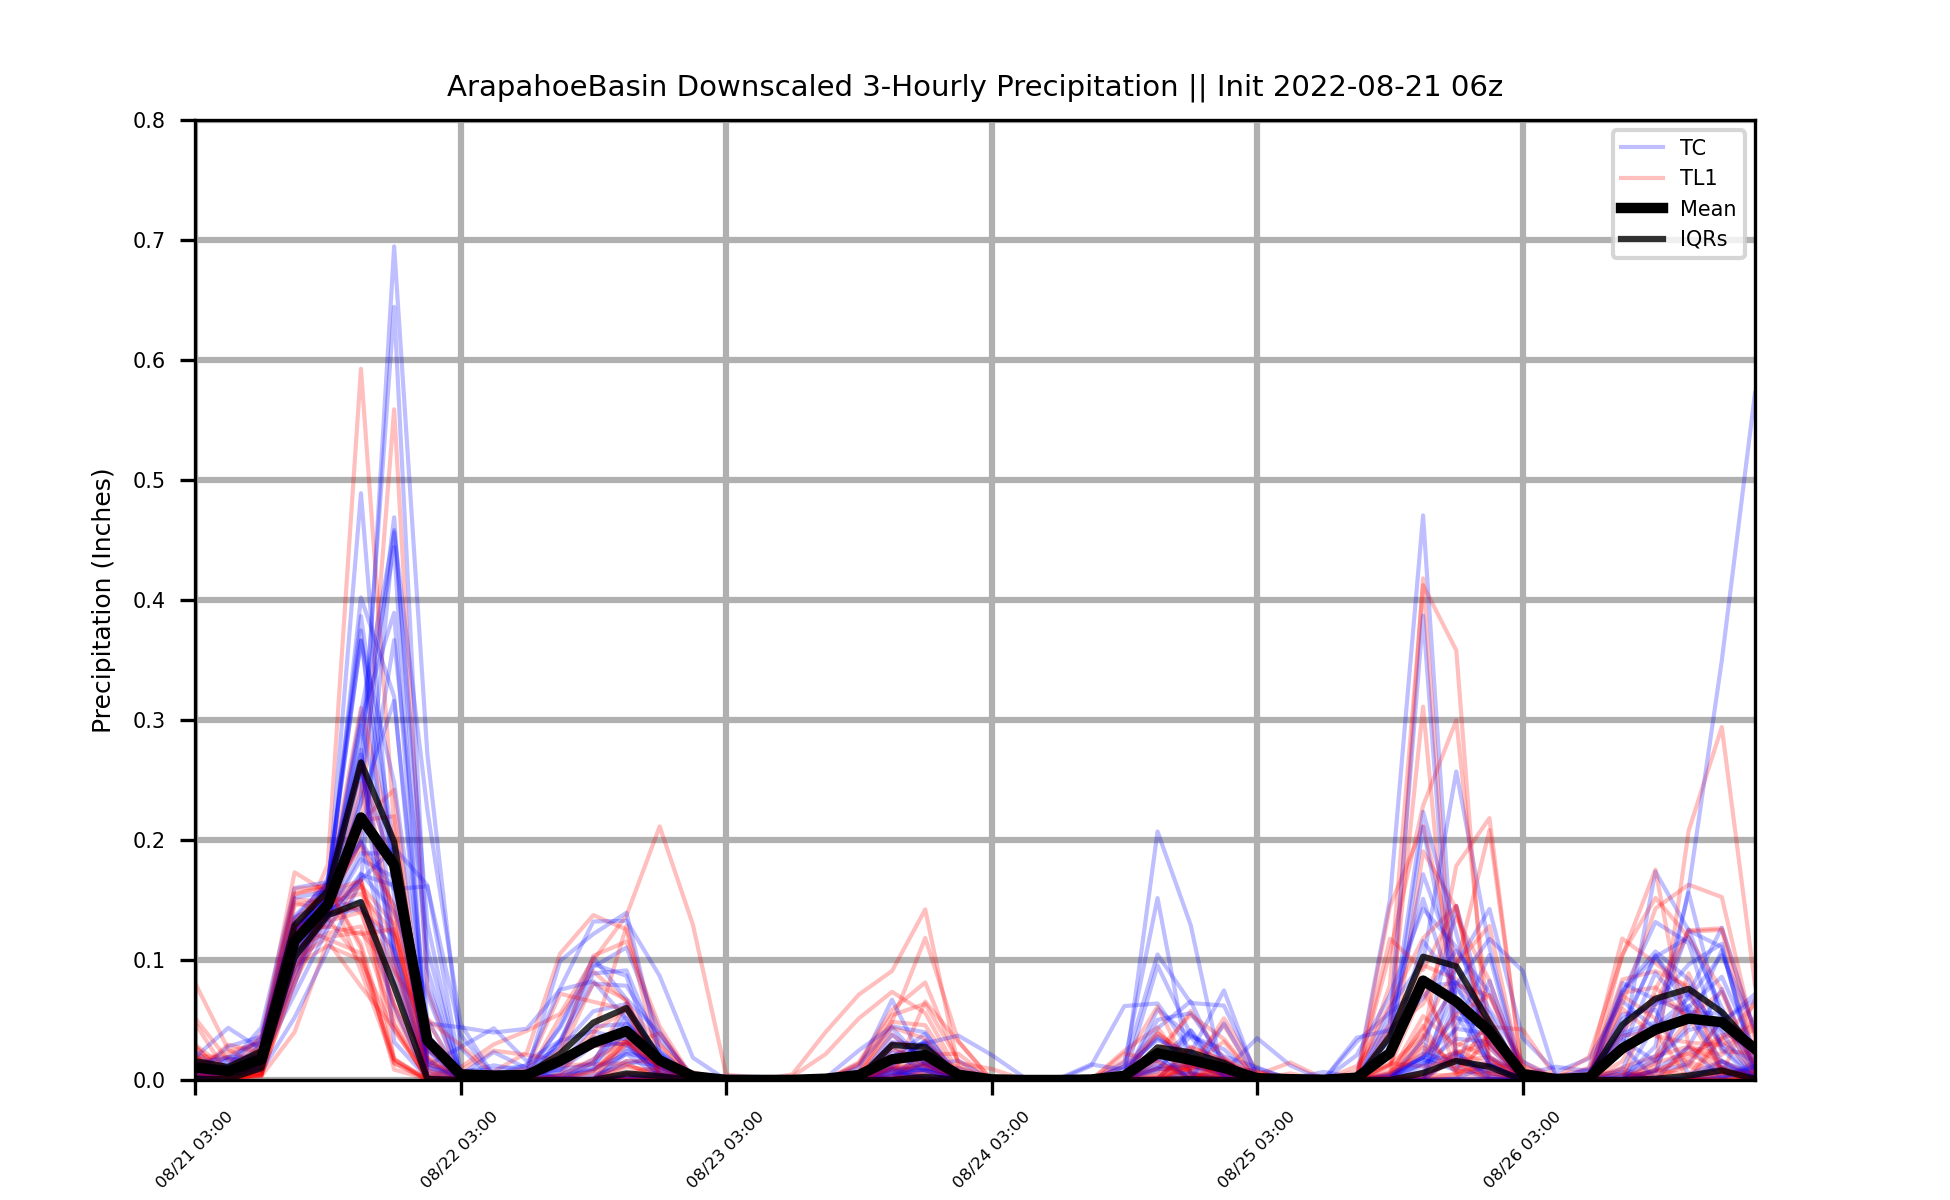 ArapahoeBasin Downscaled 3-Hourly Precipitation || Init 2022-08-21 06z
Precipitation (Inches)
0.8
0.7
0.6
0.5
0.4
0.3
0.2
0.1
0.0
TC
TL1
Mean
IQRs
08/21 03:00
08/22 03:00
08/23 03:00
08/24 03:00
08/25 03:00
08/26 03:00